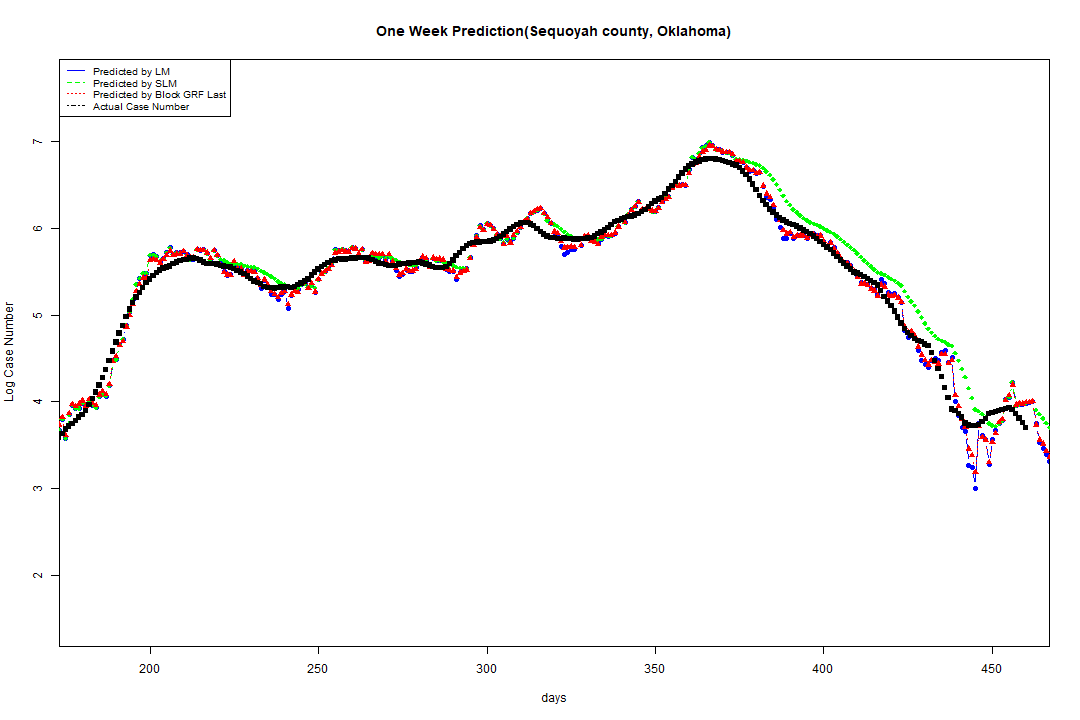 One Week Prediction(Sequoyah county, Oklahoma)
Predicted by LM
Predicted by SLM
Predicted by Block GRF Last
Actual Case Number
7
6
5
4
3
2
Log Case Number
200 250 300 350 400 450
days